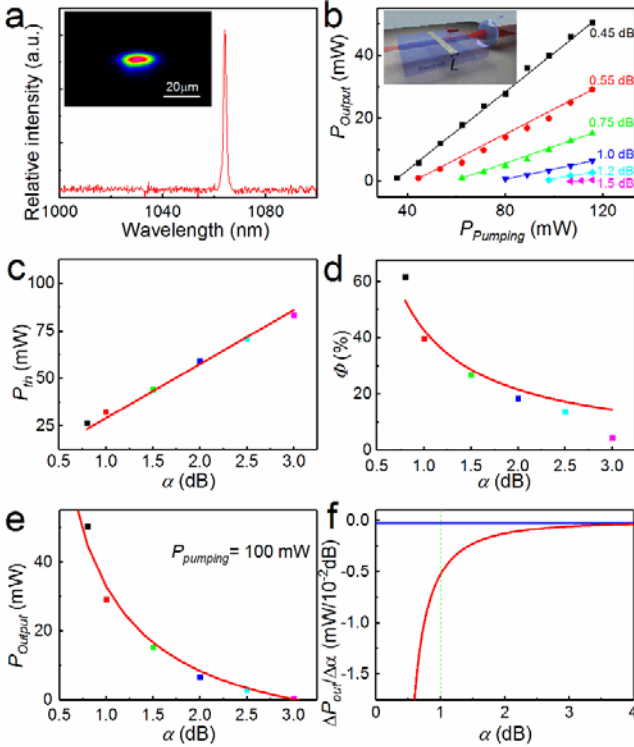 a
Relative intensity (a.u.)
20μm
1000 1040 1080
Wavelength (nm)
b
P_Output (mW)
40
20
0
L
0.45 dB
0.55 dB
0.75 dB
1.0 dB
1.2 dB
1.5 dB
40 80 120
P_Pumping (mW)
c
P_th (mW)
100
75
50
25
0.5 1.0 1.5 2.0 2.5 3.0
α (dB)
d
Φ (%)
60
40
20
0
0.5 1.0 1.5 2.0 2.5 3.0
α (dB)
e
P_Output (mW)
40
20
0
P_pumping = 100 mW
0.5 1.0 1.5 2.0 2.5 3.0
α (dB)
f
ΔP_out/Δα (mW/10⁻²dB)
0.0
-0.5
-1.0
-1.5
0 1 2 3 4
α (dB)